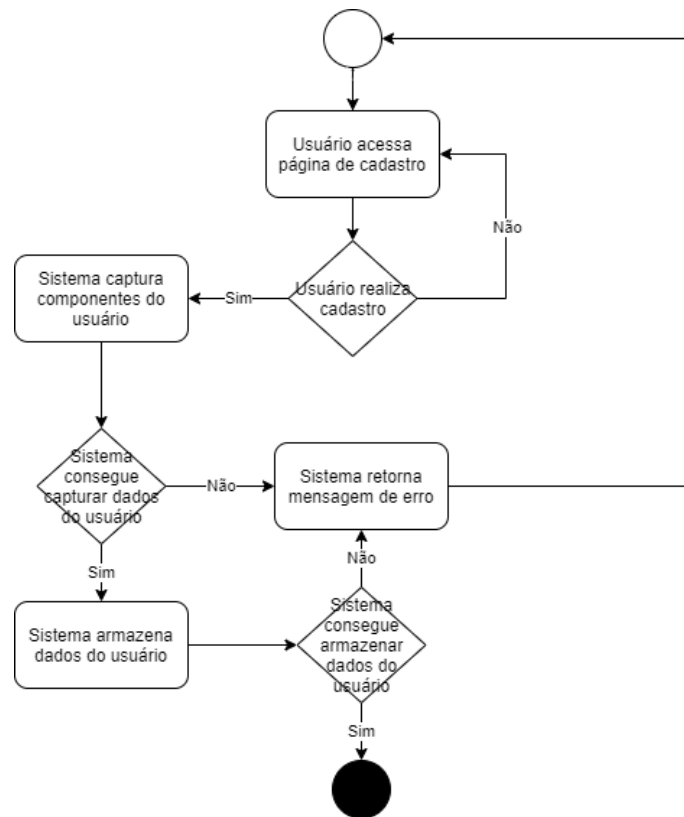 Usuário acessa
página de cadastro
Não
Usuário realiza
cadastro
Sim
Sistema captura
componentes do
usuário
Sistema
consegue
capturar dados
do usuário
Não
Sistema retorna
mensagem de erro
Sim
Não
Sistema armazena
dados do usuário
Sistema
consegue
armazenar
dados do
usuário
Sim